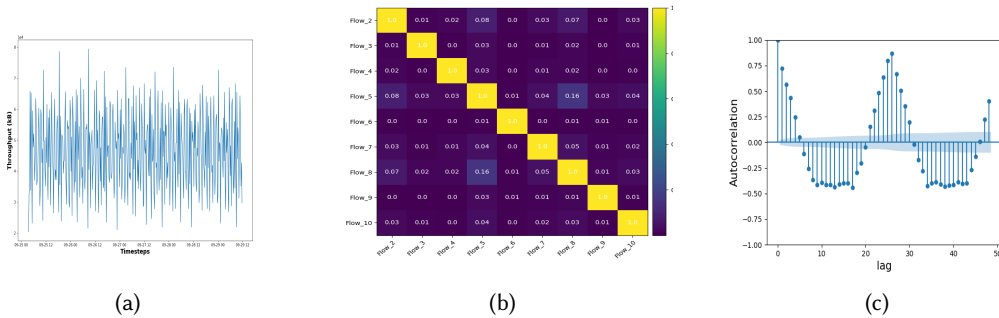 1e4
8
7
6
5
4
3
2
Throughput (kB)
Timesteps
(a)
Flow_2 1.0 0.01 0.02 0.08 0.0 0.03 0.07 0.0 0.03
Flow_3 0.01 1.0 0.0 0.03 0.0 0.01 0.02 0.0 0.01
Flow_4 0.02 0.0 1.0 0.03 0.0 0.01 0.02 0.0 0.0
Flow_5 0.08 0.03 0.03 1.0 0.01 0.04 0.16 0.03 0.04
Flow_6 0.0 0.0 0.0 0.01 1.0 0.0 0.01 0.0 0.0
Flow_7 0.03 0.01 0.01 0.04 0.0 1.0 0.05 0.01 0.02
Flow_8 0.07 0.02 0.02 0.16 0.01 0.05 1.0 0.01 0.03
Flow_9 0.0 0.0 0.0 0.03 0.0 0.01 0.01 1.0 0.01
Flow_10 0.03 0.01 0.0 0.04 0.0 0.02 0.03 0.01 1.0
Flow_2 Flow_3 Flow_4 Flow_5 Flow_6 Flow_7 Flow_8 Flow_9 Flow_10
(b)
1.00
0.75
0.50
0.25
0.00
−0.25
−0.50
−0.75
−1.00
Autocorrelation
0 10 20 30 40
lag
(c)